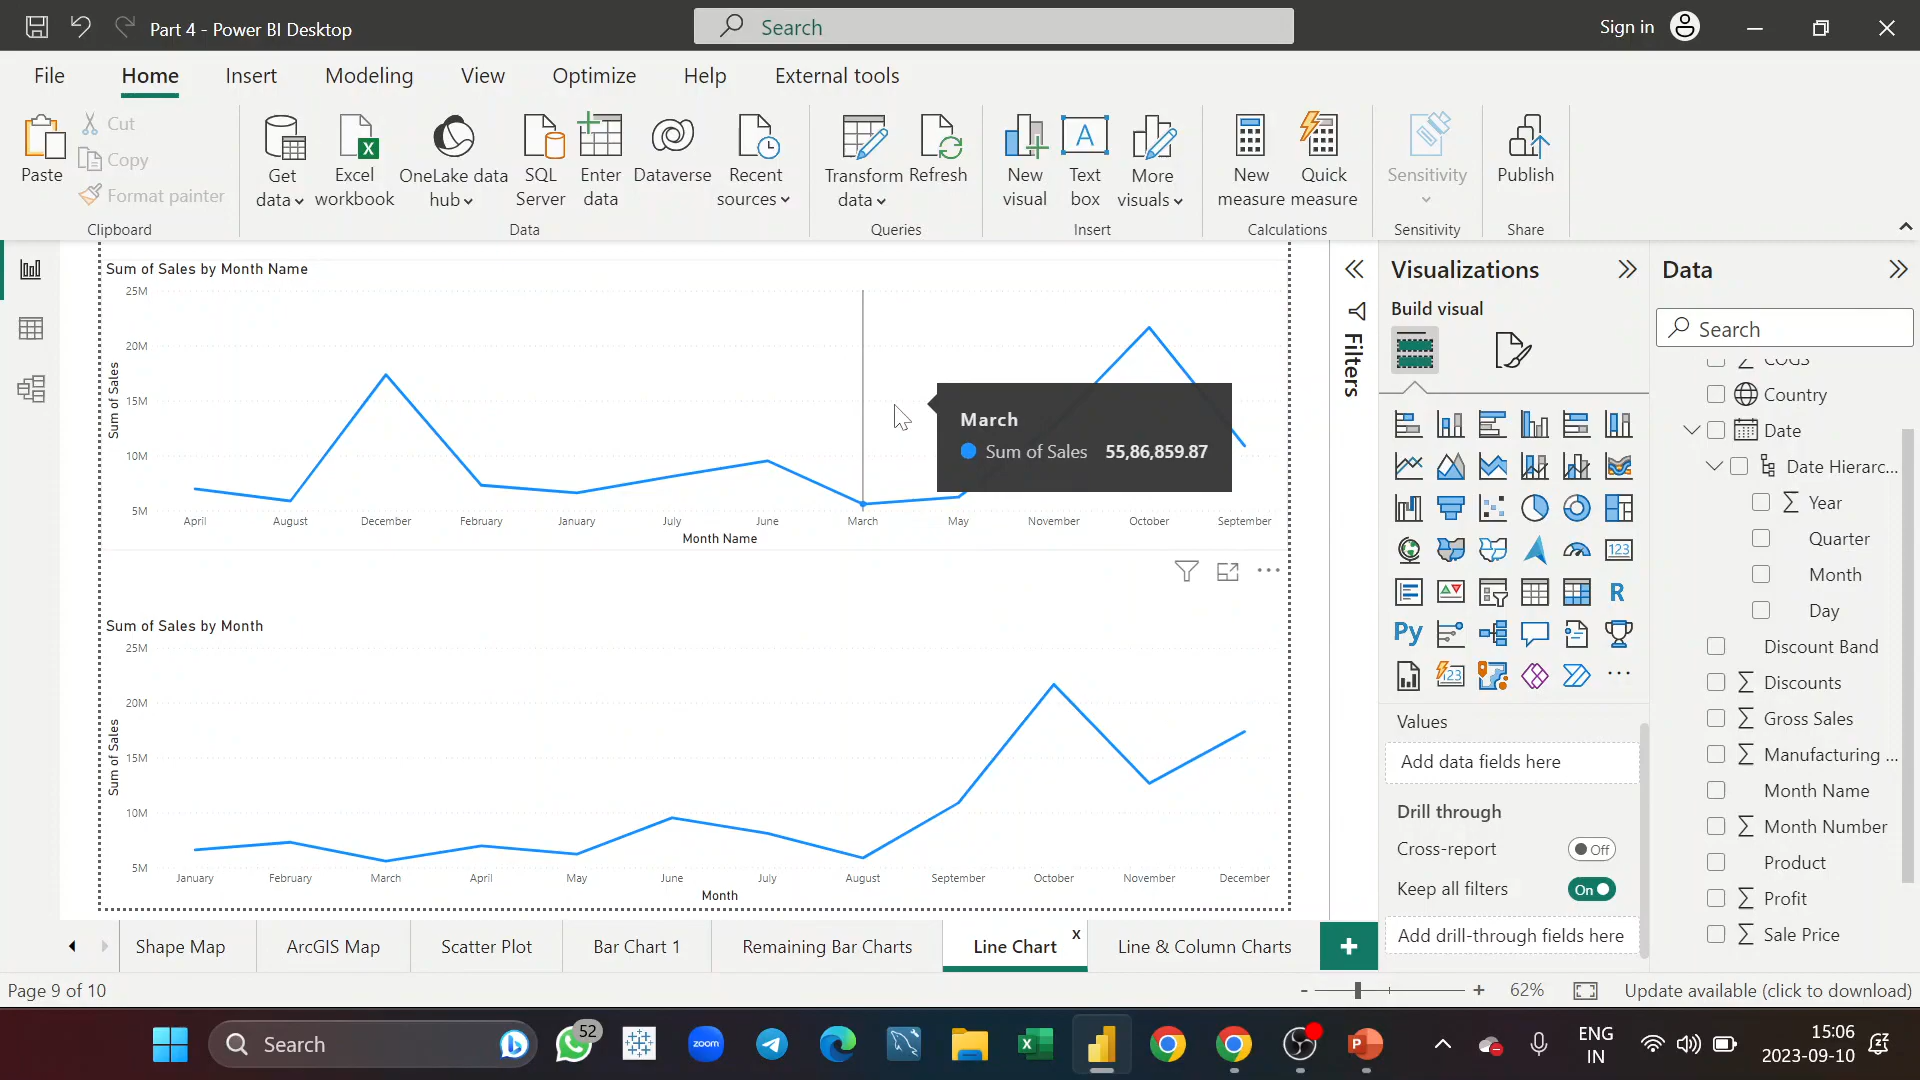 Part 4 - Power BI Desktop
Search
Sign in
File
Home
Insert
Modeling
View
Optimize
Help
External tools
Paste
Cut
Copy
Format painter
Get data
Excel workbook
OneLake data hub
SQL Server
Enter data
Dataverse
Recent sources
Transform data
Refresh
New visual
Text box
More visuals
New measure
Quick measure
Sensitivity
Publish
Clipboard
Data
Queries
Insert
Calculations
Sensitivity
Share
Sum of Sales by Month Name
25M
20M
15M
10M
5M
Sum of Sales
April
August
December
February
January
July
June
March
May
November
October
September
Month Name
March
Sum of Sales 55,86,859.87
Sum of Sales by Month
25M
20M
15M
10M
5M
Sum of Sales
January
February
March
April
May
June
July
August
September
October
November
December
Month
Filters
Visualizations
Build visual
123
R
Py
123
Values
Add data fields here
Drill through
Cross-report
Off
Keep all filters
On
Add drill-through fields here
Data
Search
COGS
Country
Date
Date Hierarc...
Year
Quarter
Month
Day
Discount Band
Discounts
Gross Sales
Manufacturing ...
Month Name
Month Number
Product
Profit
Sale Price
Shape Map
ArcGIS Map
Scatter Plot
Bar Chart 1
Remaining Bar Charts
Line Chart
x
Line & Column Charts
+
Page 9 of 10
- + 62%
Update available (click to download)
Search
52
zoom
ENG
IN
15:06
2023-09-10